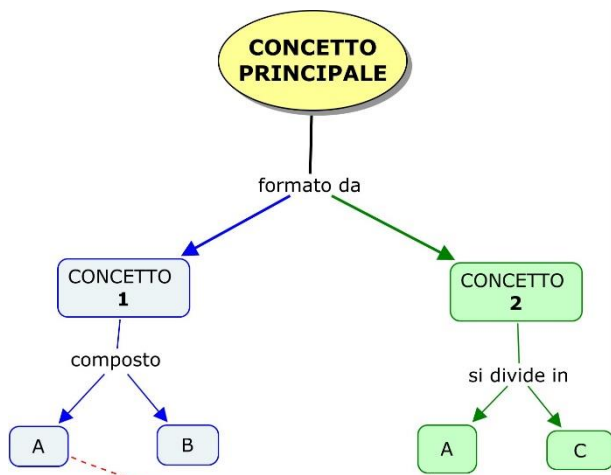 CONCETTO
PRINCIPALE
formato da
CONCETTO
1
CONCETTO
2
composto
si divide in
A
B
A
C